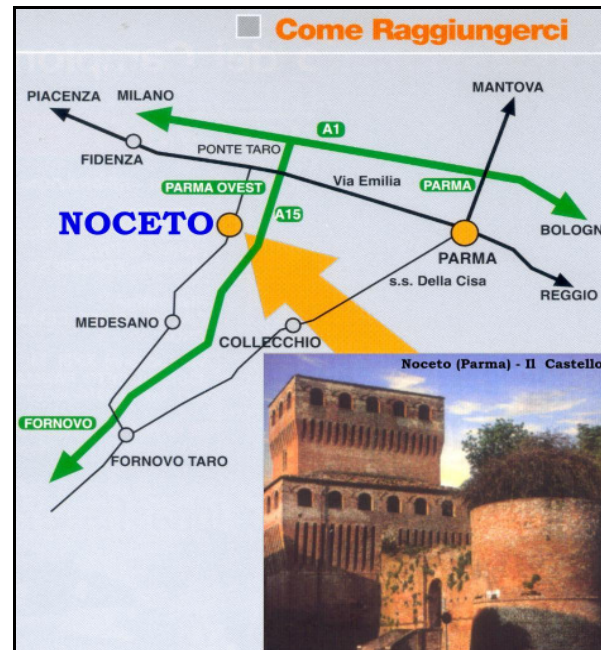 Come Raggiungerci
MANTOVA
PIACENZA
MILANO
A1
PONTE TARO
FIDENZA
PARMA OVEST
Via Emilia
PARMA
NOCETO
A15
BOLOGN
PARMA
s.s. Della Cisa
REGGIO
MEDESANO
COLLECCHIO
Noceto (Parma) - Il Castello
FORNOVO
FORNOVO TARO